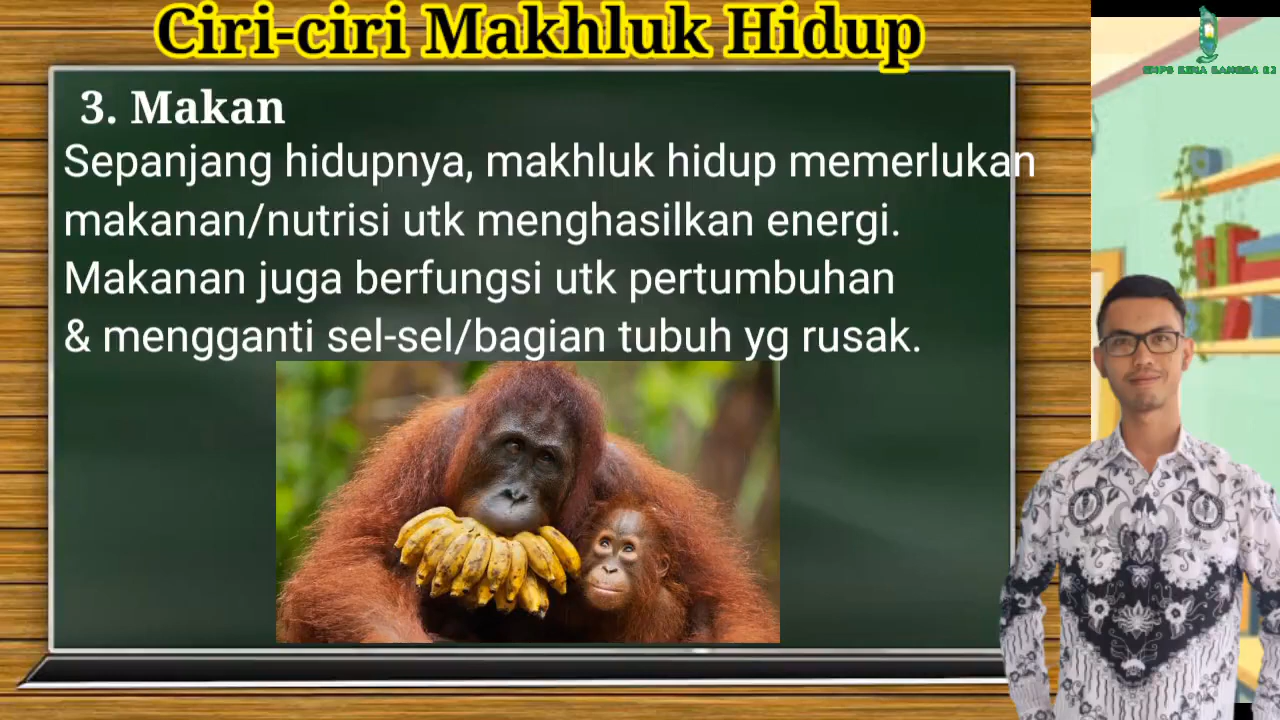 Ciri-ciri Makhluk Hidup
3. Makan
Sepanjang hidupnya, makhluk hidup memerlukan
makanan/nutrisi utk menghasilkan energi.
Makanan juga berfungsi utk pertumbuhan
& mengganti sel-sel/bagian tubuh yg rusak.